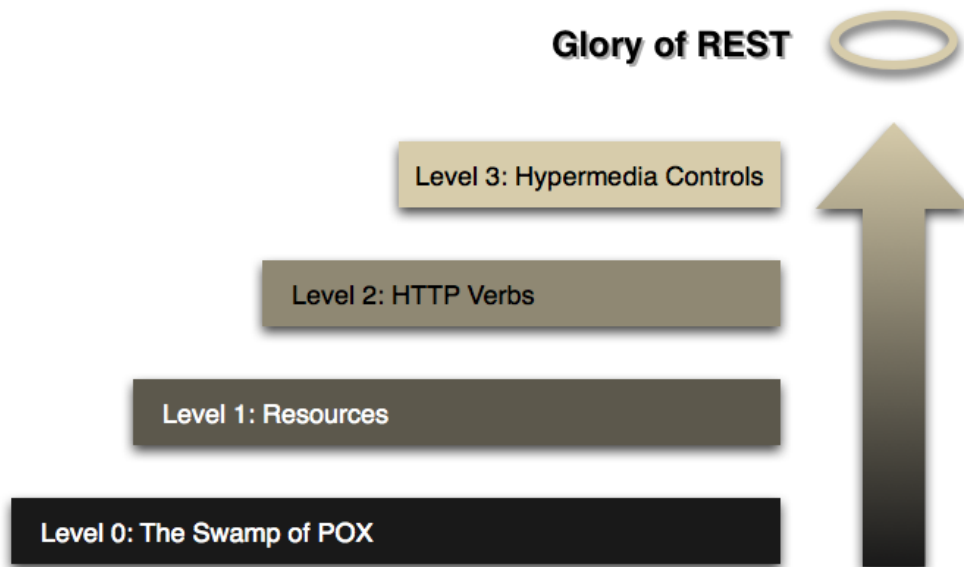 Glory of REST
Level 3: Hypermedia Controls
Level 2: HTTP Verbs
Level 1: Resources
Level 0: The Swamp of POX